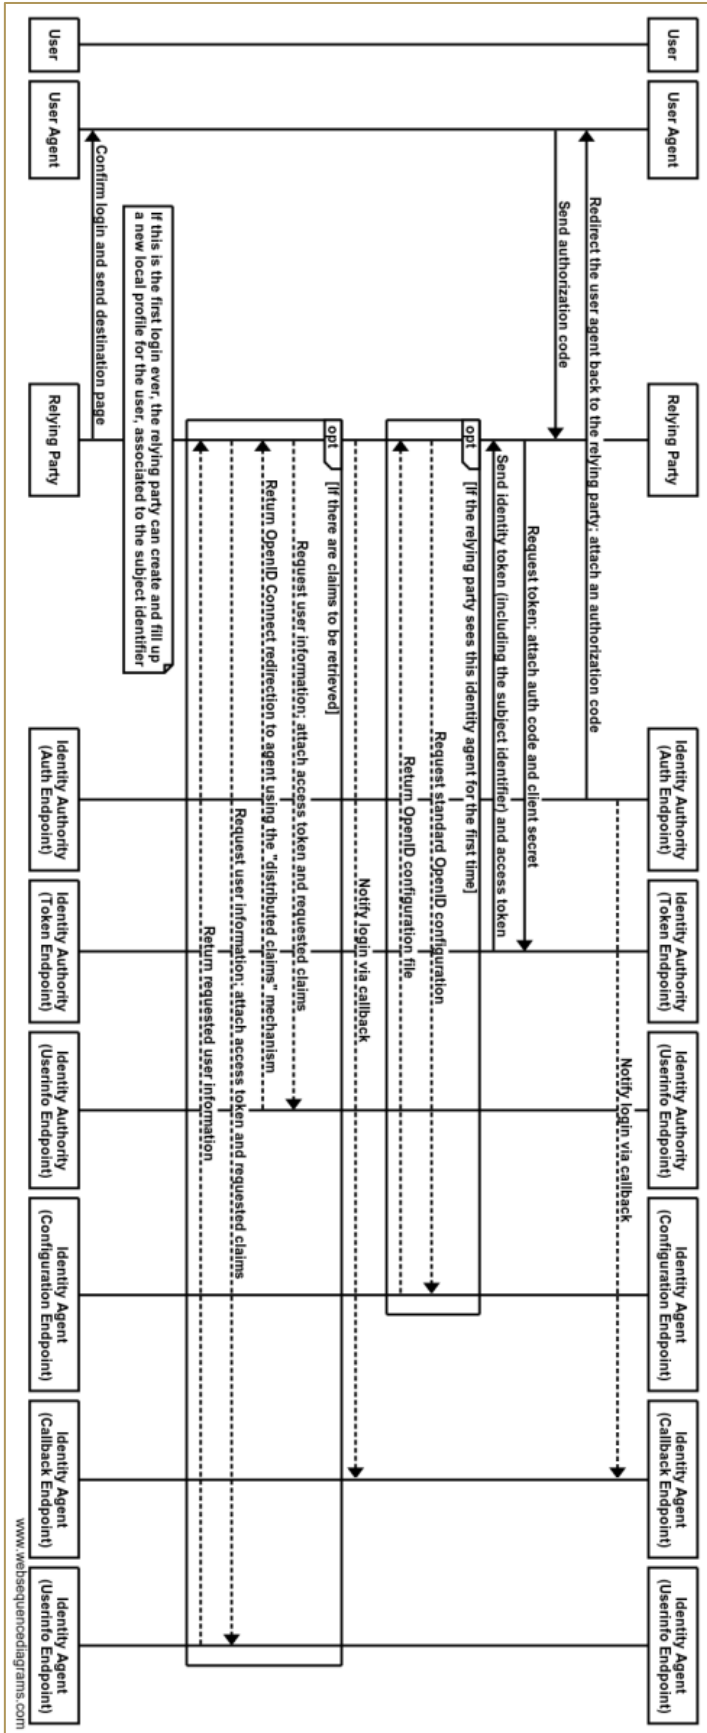 User
User Agent
Relying Party
Identity Authority
(Auth Endpoint)
Identity Authority
(Token Endpoint)
Identity Authority
(Userinfo Endpoint)
Identity Agent
(Configuration Endpoint)
Identity Agent
(Callback Endpoint)
Identity Agent
(Userinfo Endpoint)
Notify login via callback
Redirect the user agent back to the relying party; attach an authorization code
Send authorization code
Request token; attach auth code and client secret
Send identity token (including the subject identifier) and access token
opt
[If the relying party sees this identity agent for the first time]
Request standard OpenID configuration
Return OpenID configuration file
Notify login via callback
opt
[If there are claims to be retrieved]
Request user information; attach access token and requested claims
Return OpenID Connect redirection to agent using the "distributed claims" mechanism
Request user information; attach access token and requested claims
Return requested user information
If this is the first login ever, the relying party can create and fill up
a new local profile for the user, associated to the subject identifier
Confirm login and send destination page
User
User Agent
Relying Party
Identity Authority
(Auth Endpoint)
Identity Authority
(Token Endpoint)
Identity Authority
(Userinfo Endpoint)
Identity Agent
(Configuration Endpoint)
Identity Agent
(Callback Endpoint)
Identity Agent
(Userinfo Endpoint)
www.websequencediagrams.com